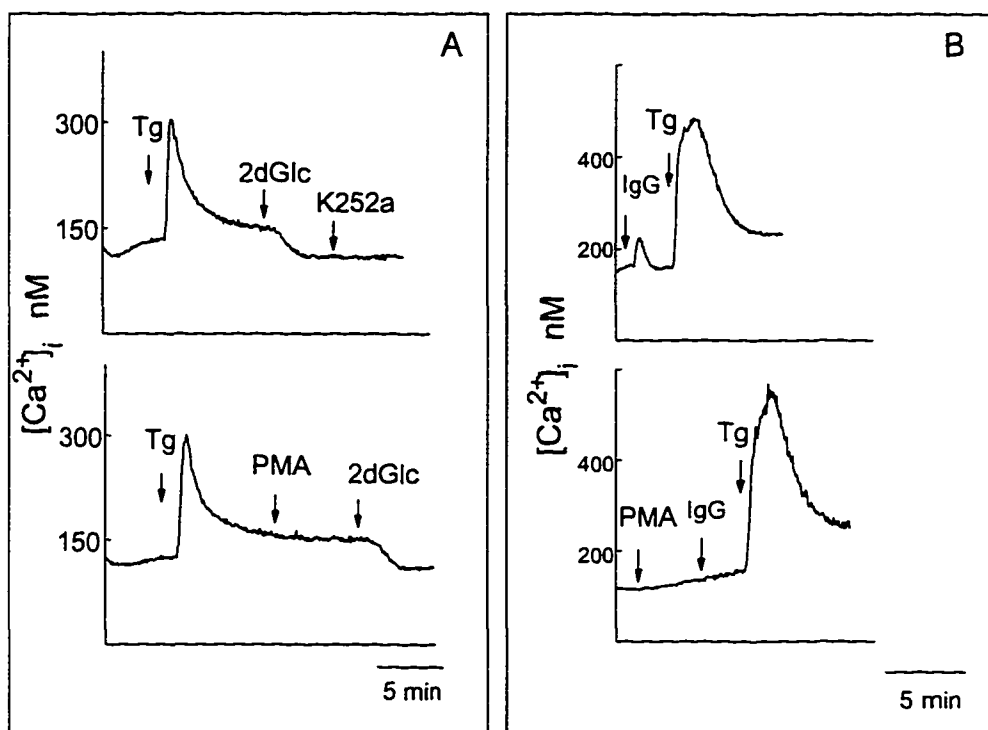 A
300
150
Tg
2dGlc
K252a
300
150
Tg
PMA
2dGlc
[Ca2+]i nM
5 min
B
400
200
IgG
Tg
400
200
PMA
IgG
Tg
[Ca2+]i nM
5 min